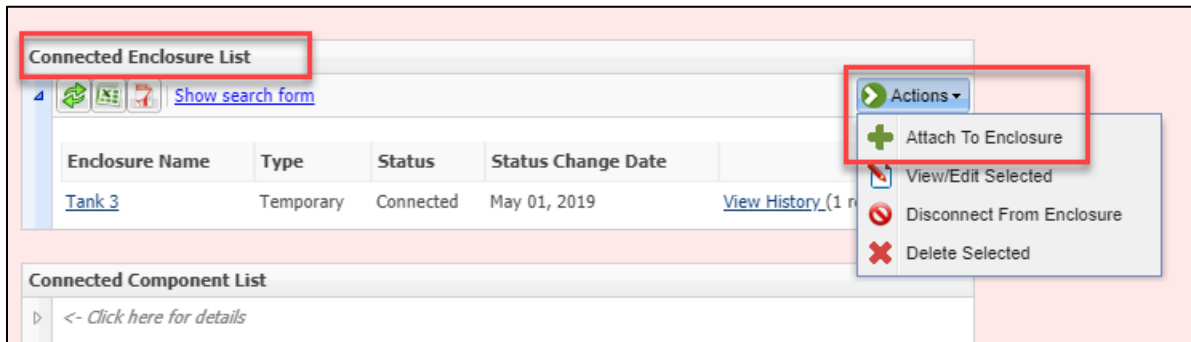 Connected Enclosure List
Show search form
Actions
Attach To Enclosure
View/Edit Selected
Disconnect From Enclosure
Delete Selected
Enclosure Name Type Status Status Change Date
Tank 3 Temporary Connected May 01, 2019 View History (1 r
Connected Component List
<- Click here for details